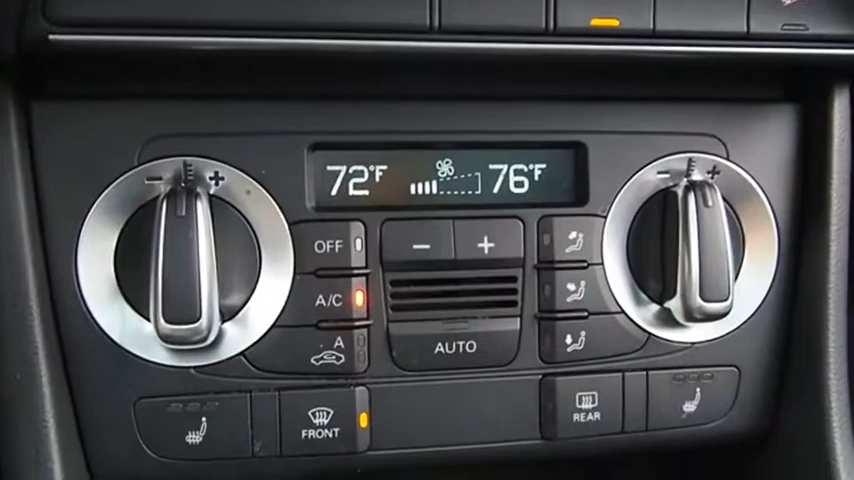 72°F 76°F
- +
- +
OFF
- +
A/C
A
AUTO
FRONT
REAR